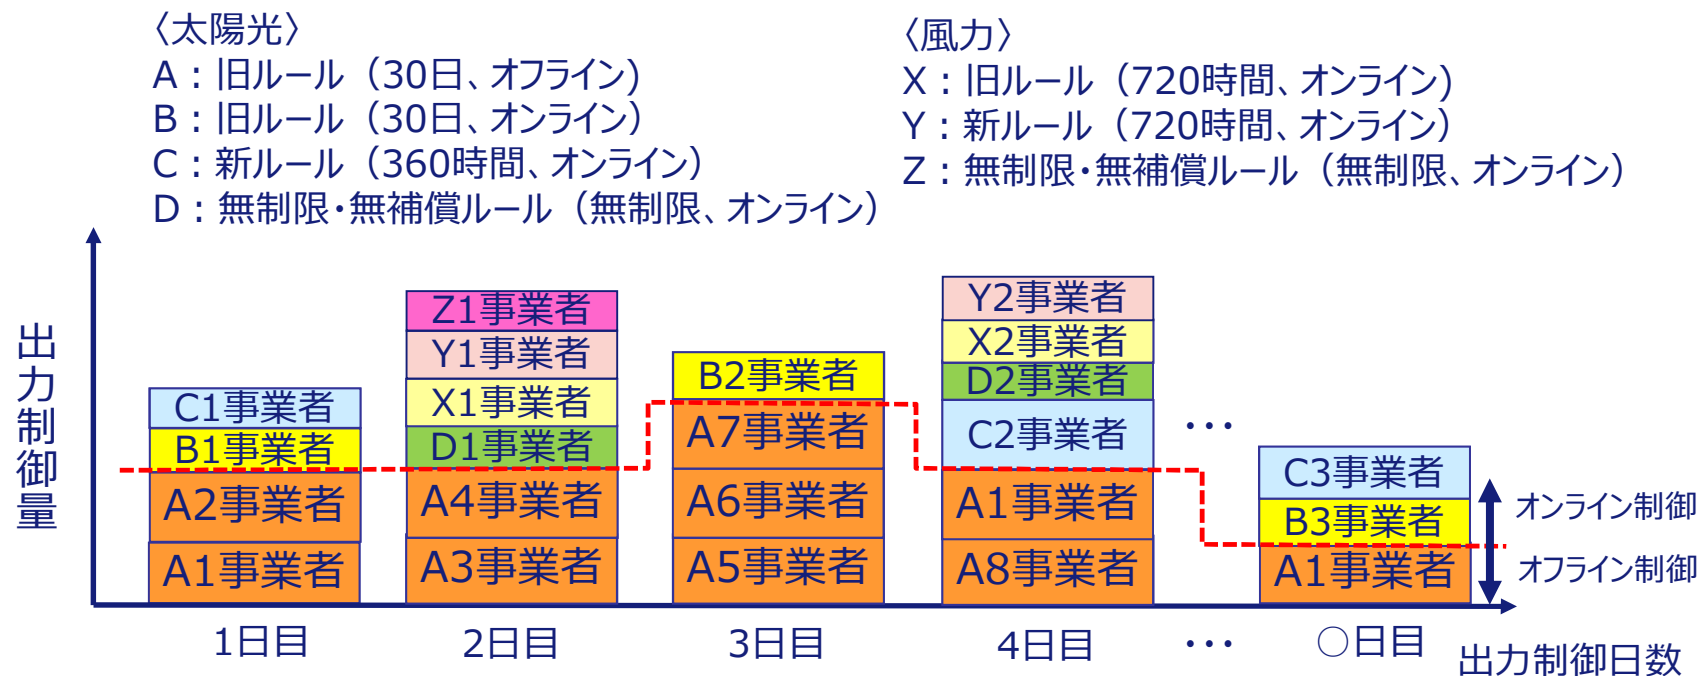 〈太陽光〉
A：旧ルール（30日、オフライン)
B：旧ルール（30日、オンライン）
C：新ルール（360時間、オンライン）
D：無制限・無補償ルール（無制限、オンライン）
〈風力〉
X：旧ルール（720時間、オンライン)
Y：新ルール（720時間、オンライン）
Z：無制限・無補償ルール（無制限、オンライン）
出力制御量
C1事業者
B1事業者
A2事業者
A1事業者
Z1事業者
Y1事業者
X1事業者
D1事業者
A4事業者
A3事業者
B2事業者
A7事業者
A6事業者
A5事業者
Y2事業者
X2事業者
D2事業者
C2事業者
A1事業者
A8事業者
…
C3事業者
B3事業者
A1事業者
オンライン制御
オフライン制御
1日目
2日目
3日目
4日目
…
○日目
出力制御日数